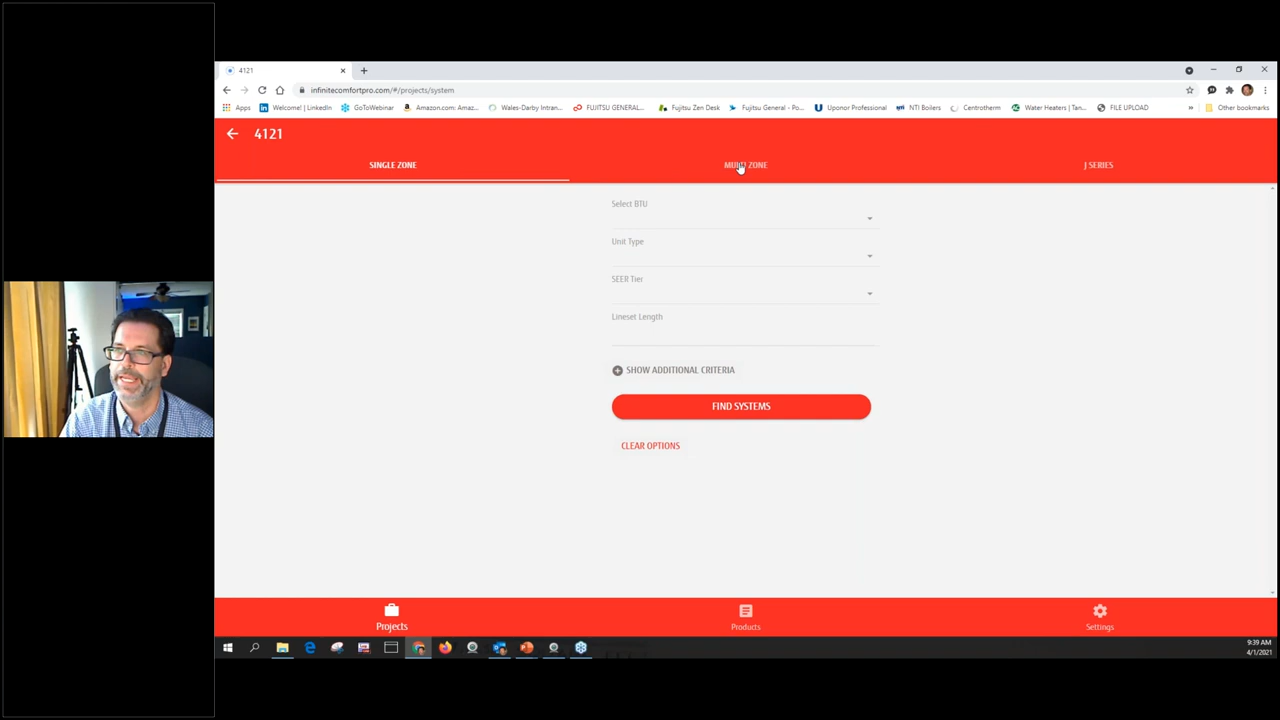 4121
infinitecomfortpro.com/#/projects/system
Apps
Welcome! | LinkedIn
GoToWebinar
Amazon.com: Amaz...
Wales-Darby Intran...
FUJITSU GENERAL...
Fujitsu Zen Desk
Fujitsu General - Po...
Uponor Professional
NTI Boilers
Centrotherm
Water Heaters | Tan...
FILE UPLOAD
»
Other bookmarks
4121
SINGLE ZONE
MULTI ZONE
J SERIES
Select BTU
Unit Type
SEER Tier
Lineset Length
SHOW ADDITIONAL CRITERIA
FIND SYSTEMS
CLEAR OPTIONS
Projects
Products
Settings
9:39 AM
4/1/2021